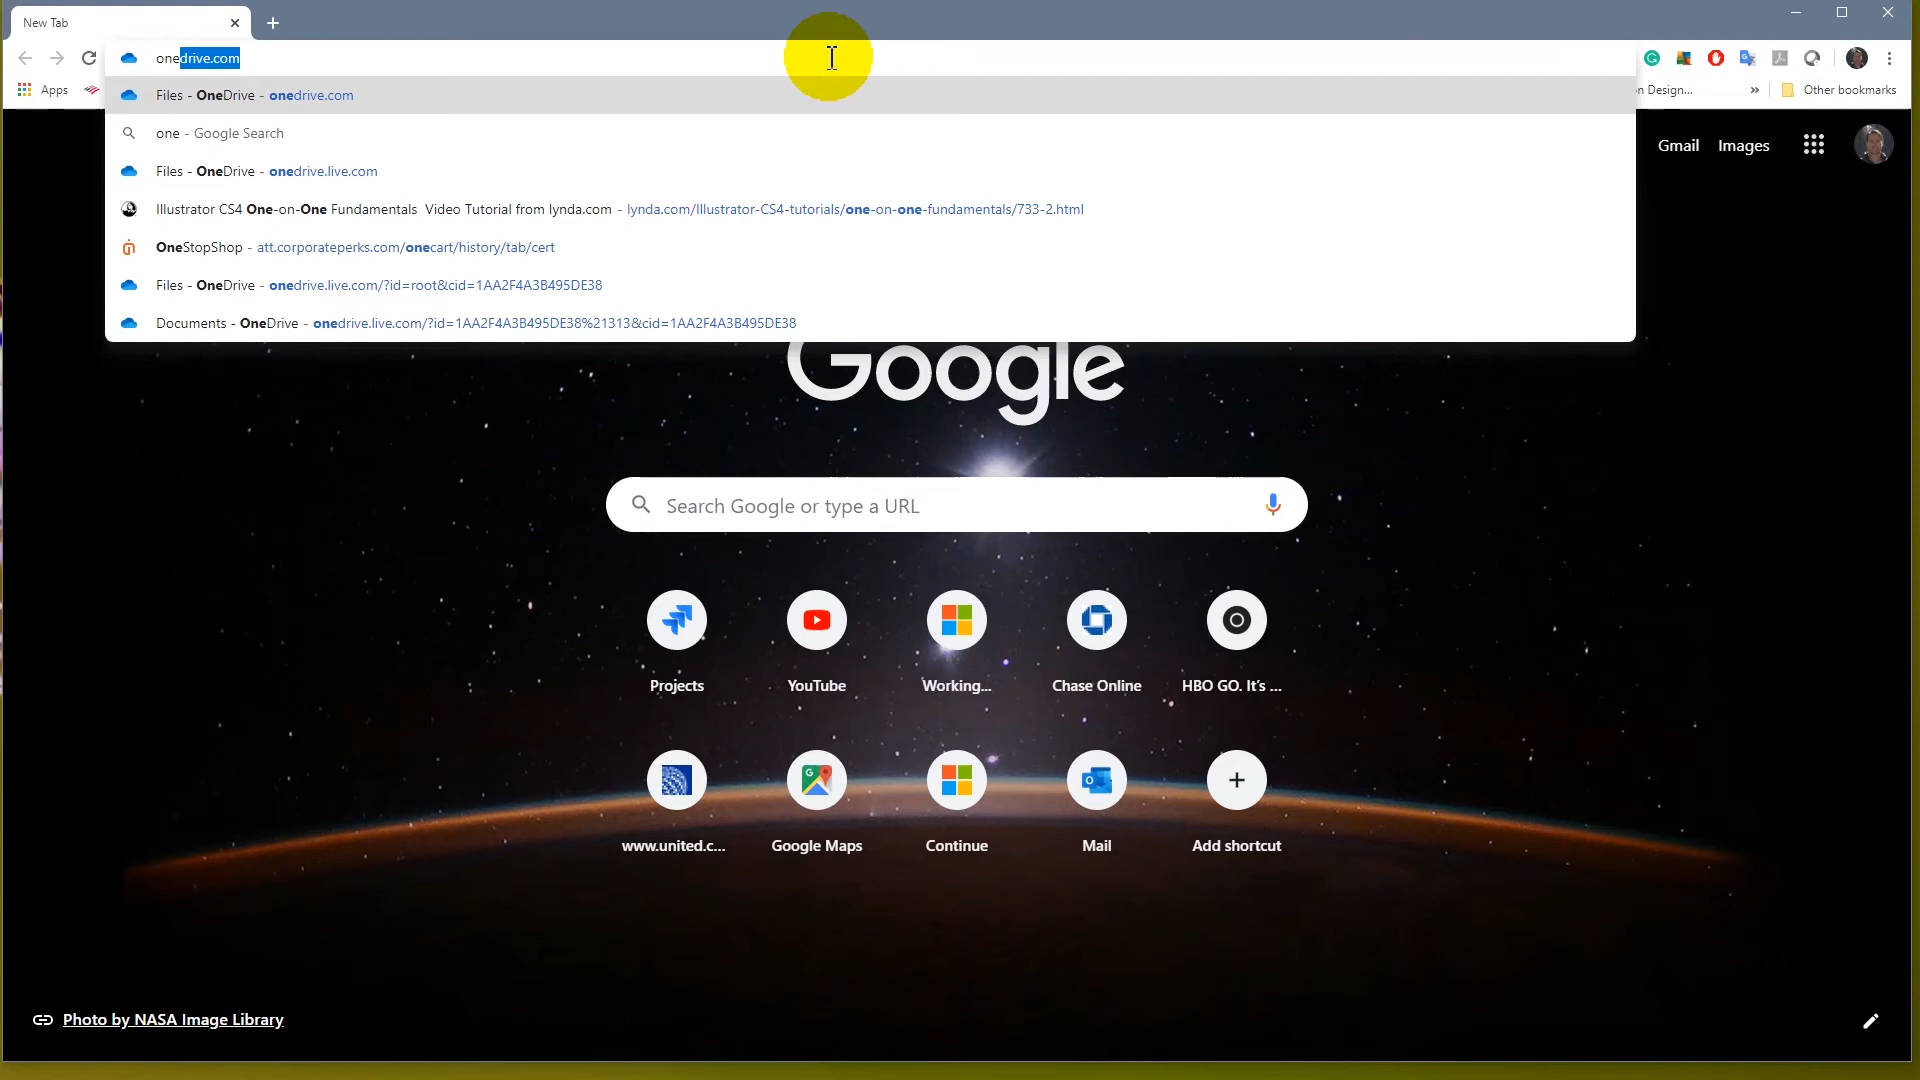 New Tab
onedrive.com
Apps
n Design...
»
Other bookmarks
Files - OneDrive - onedrive.com
one - Google Search
Files - OneDrive - onedrive.live.com
Illustrator CS4 One-on-One Fundamentals Video Tutorial from lynda.com - lynda.com/Illustrator-CS4-tutorials/one-on-one-fundamentals/733-2.html
OneStopShop - att.corporateperks.com/onecart/history/tab/cert
Files - OneDrive - onedrive.live.com/?id=root&cid=1AA2F4A3B495DE38
Documents - OneDrive - onedrive.live.com/?id=1AA2F4A3B495DE38%21313&cid=1AA2F4A3B495DE38
Gmail Images
Google
Search Google or type a URL
Projects YouTube Working... Chase Online HBO GO. It's ...
www.united.c... Google Maps Continue Mail Add shortcut
Photo by NASA Image Library